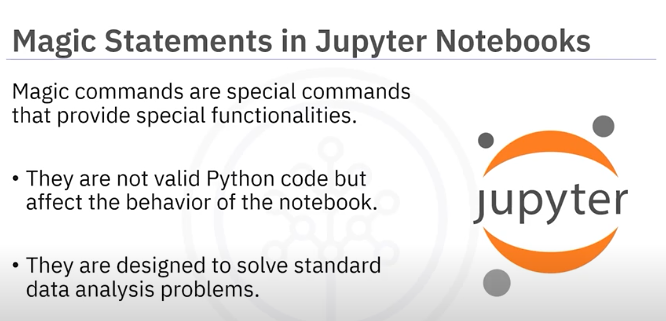 Magic Statements in Jupyter Notebooks
Magic commands are special commands
that provide special functionalities.
• They are not valid Python code but
affect the behavior of the notebook.
• They are designed to solve standard
data analysis problems.
jupyter